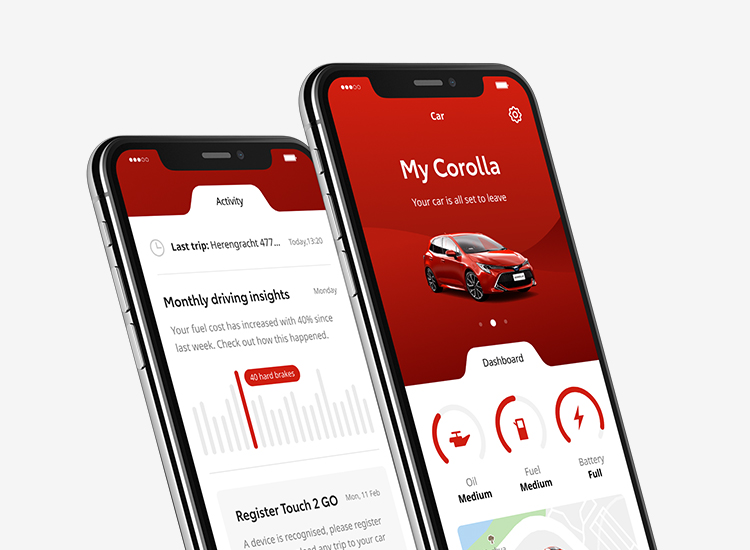 Activity
Last trip: Herengracht 477... Today,13:20
Monthly driving insights Monday
Your fuel cost has increased with 40% since
last week. Check out how this happened.
40 hard brakes
Register Touch 2 GO Mon, 11 Feb
A device is recognised, please register
load any trip to your car
Car
My Corolla
Your car is all set to leave
Dashboard
Oil
Medium
Fuel
Medium
Battery
Full